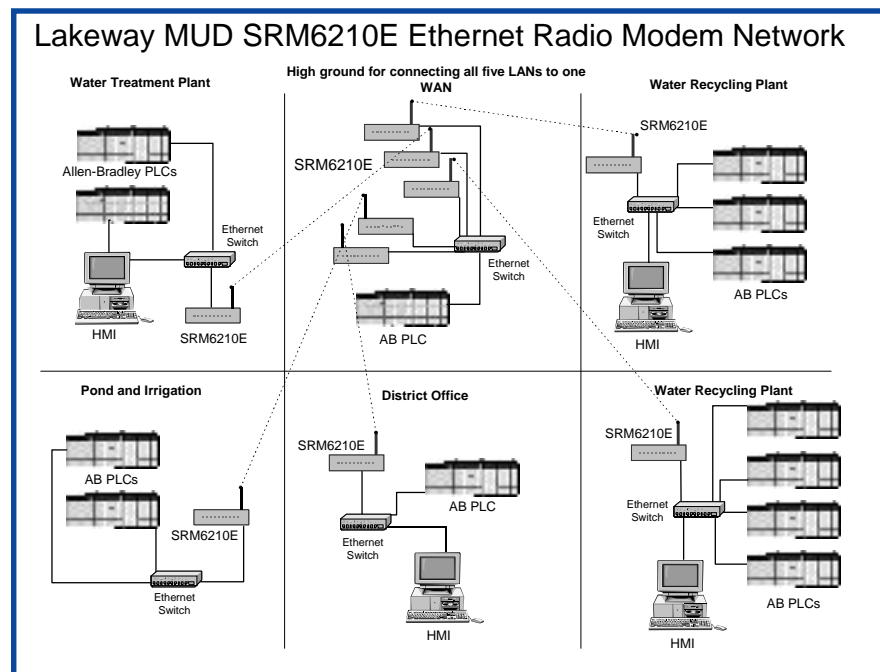 Lakeway MUD SRM6210E Ethernet Radio Modem Network
Water Treatment Plant
Allen-Bradley PLCs
Ethernet
Switch
HMI
SRM6210E
High ground for connecting all five LANs to one
WAN
SRM6210E
Ethernet
Switch
AB PLC
Water Recycling Plant
SRM6210E
Ethernet
Switch
AB PLCs
HMI
Pond and Irrigation
AB PLCs
SRM6210E
Ethernet
Switch
District Office
SRM6210E
AB PLC
Ethernet
Switch
HMI
Water Recycling Plant
SRM6210E
Ethernet
Switch
AB PLCs
HMI